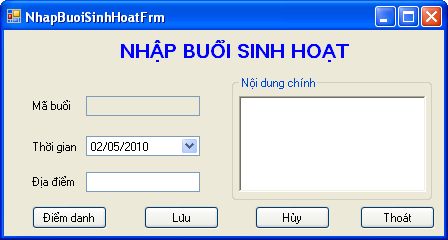 NhapBuoiSinhHoatFrm
NHẬP BUỔI SINH HOẠT
Nội dung chính
Mã buổi
Thời gian
02/05/2010
Địa điểm
Điểm danh
Lưu
Hủy
Thoát